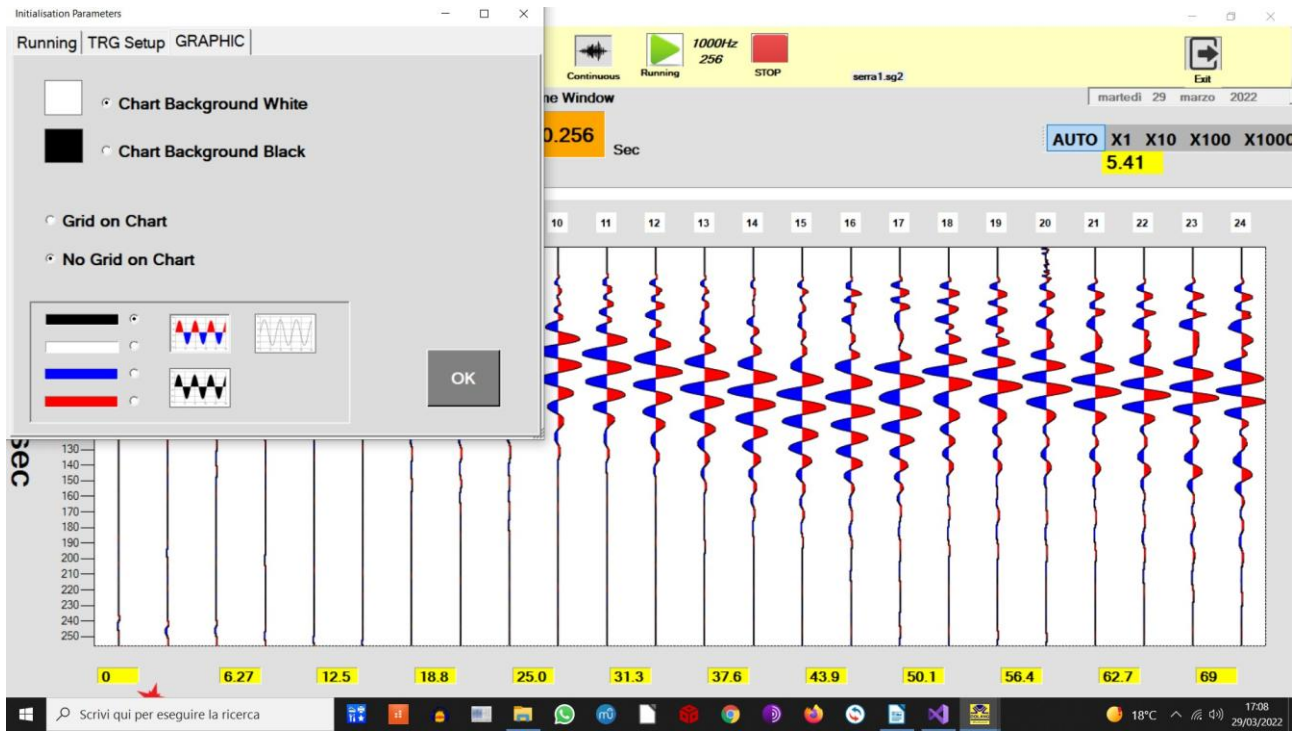 Initialisation Parameters
Running TRG Setup GRAPHIC
Chart Background White
Chart Background Black
Grid on Chart
No Grid on Chart
OK
Continuous
Running
1000Hz
256
STOP
serra1.sg2
Exit
me Window
martedì 29 marzo 2022
0.256 Sec
AUTO X1 X10 X100 X1000
5.41
10 11 12 13 14 15 16 17 18 19 20 21 22 23 24
sec
130
140
150
160
170
180
190
200
210
220
230
240
250
0 6.27 12.5 18.8 25.0 31.3 37.6 43.9 50.1 56.4 62.7 69
Scrivi qui per eseguire la ricerca
18°C
17:08
29/03/2022